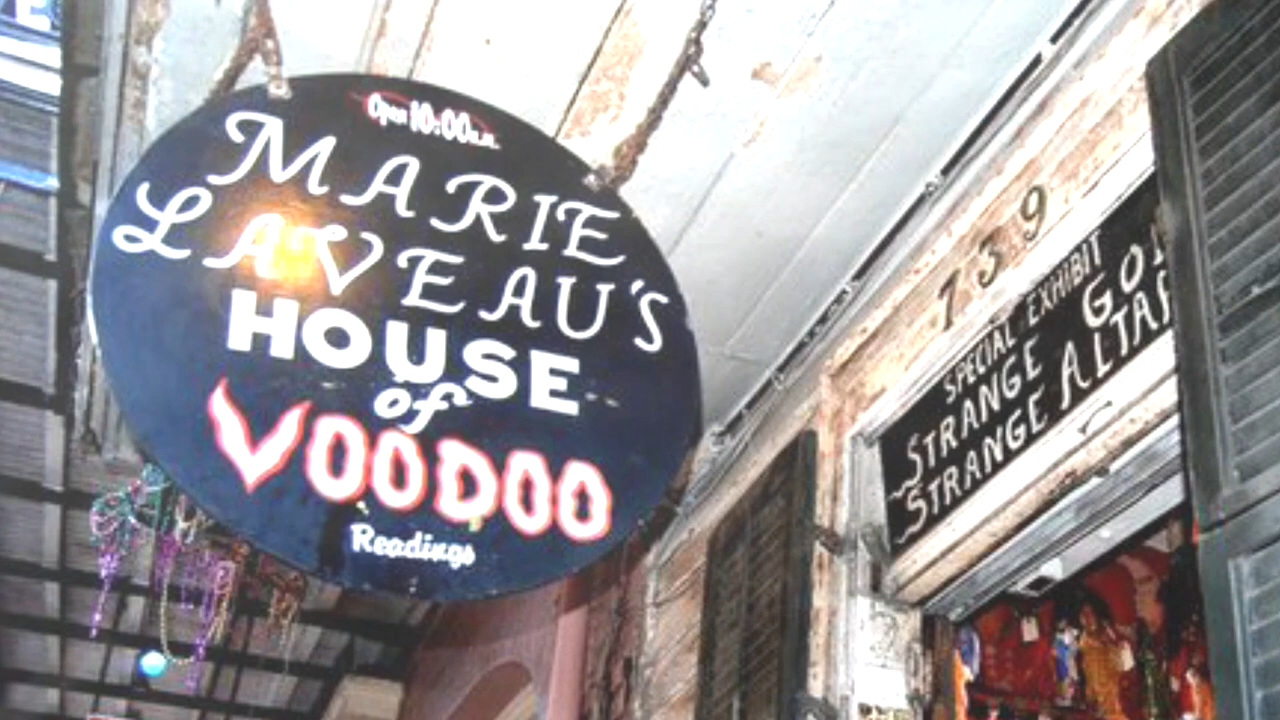 Open 10:00 a.m.
MARIE
LAVEAU'S
HOUSE
of
VOODOO
Readings
739
SPECIAL EXHIBIT
STRANGE
STRANGE